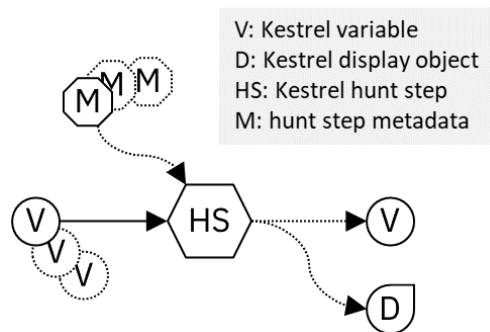 V: Kestrel variable
D: Kestrel display object
HS: Kestrel hunt step
M: hunt step metadata
M M M
V HS V
V
V
D